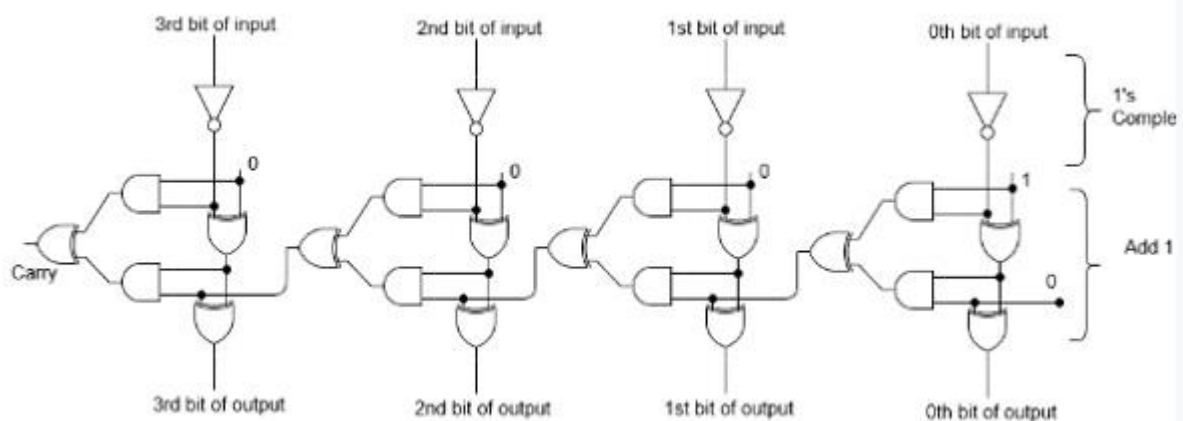 3rd bit of input
2nd bit of input
1st bit of input
0th bit of input
1's
Comple
0
0
0
1
Carry
0
Add 1
3rd bit of output
2nd bit of output
1st bit of output
0th bit of output